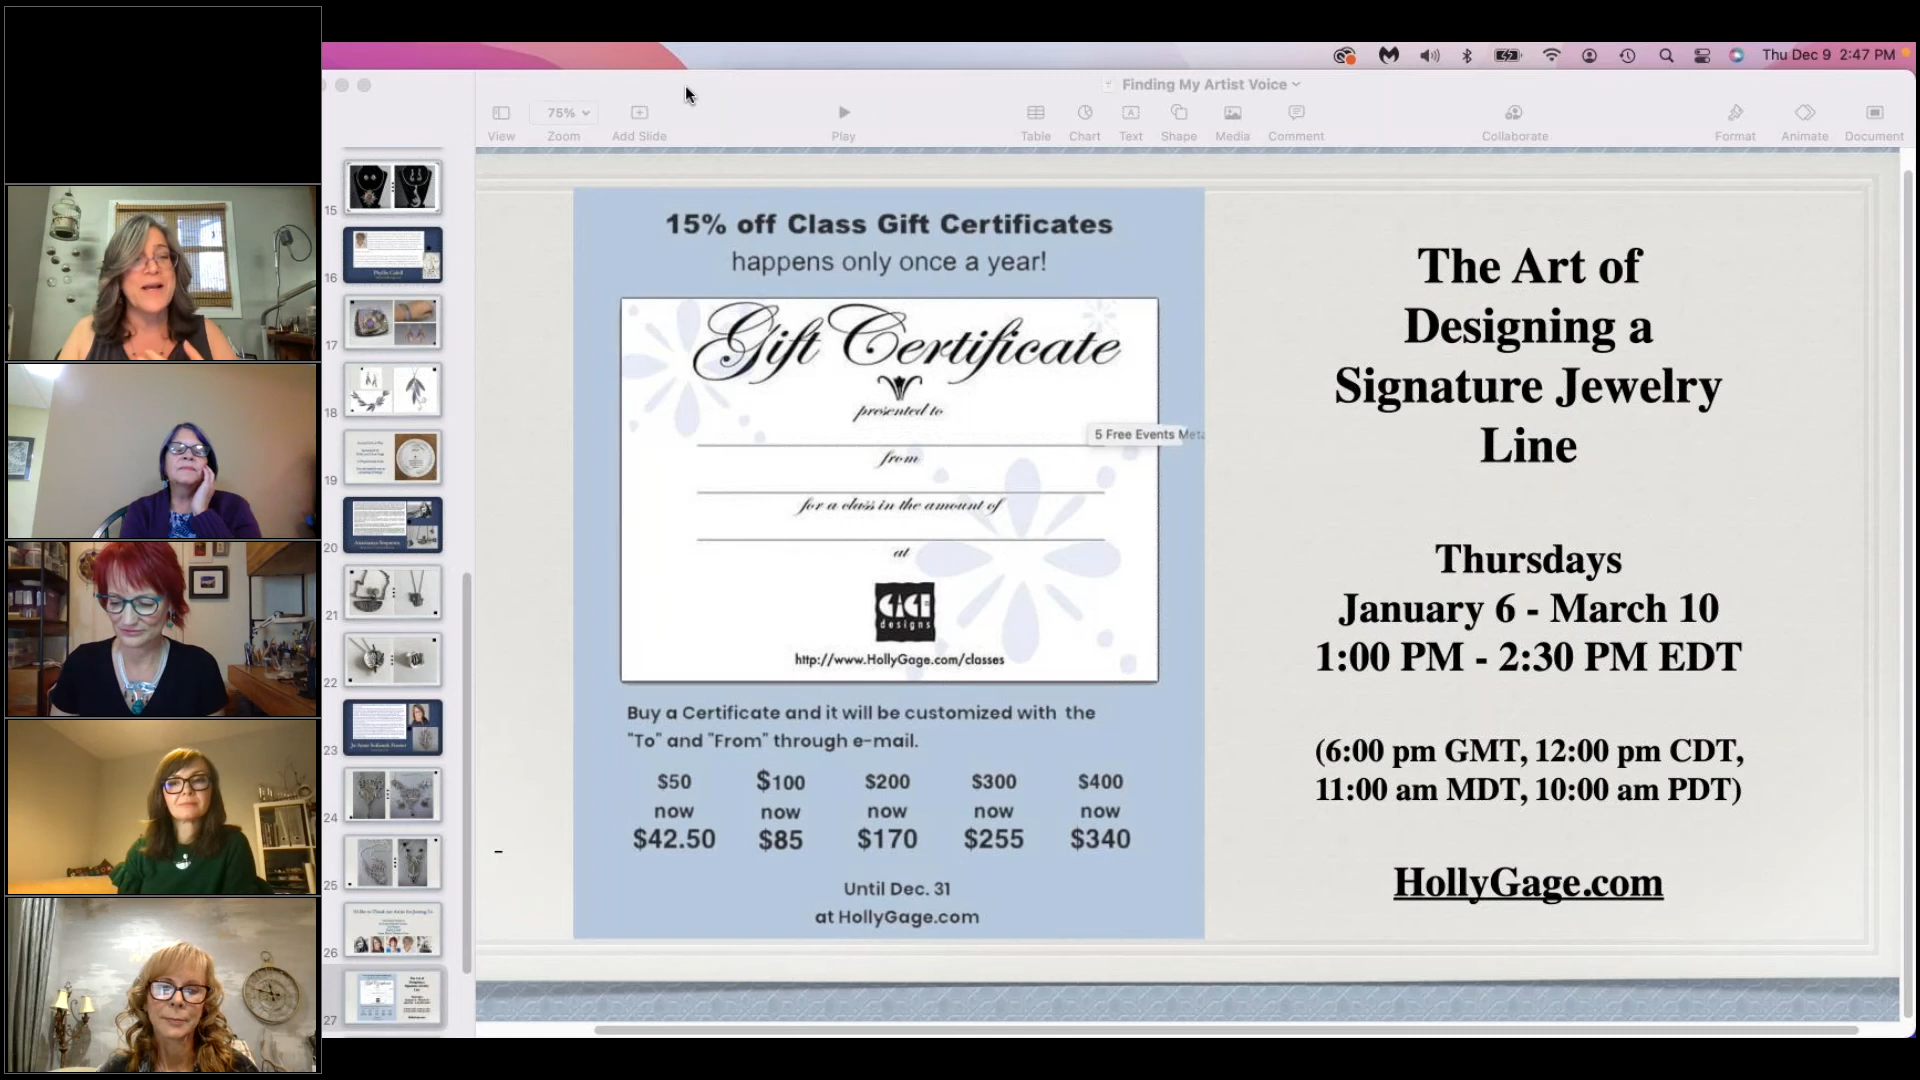 Thu Dec 9 2:47 PM
Finding My Artist Voice
75%
View
Zoom
Add Slide
Play
Table
Chart
Text
Shape
Media
Comment
Collaborate
Format
Animate
Document
15
16
17
18
19
20
21
22
23
24
25
26
27
15% off Class Gift Certificates
happens only once a year!
Gift Certificate
presented to
5 Free Events Meta
from
for a class in the amount of
at
GAGE
designs
http://www.HollyGage.com/classes
Buy a Certificate and it will be customized with the
"To" and "From" through e-mail.
$50 $100 $200 $300 $400
now now now now now
$42.50 $85 $170 $255 $340
Until Dec. 31
at HollyGage.com
The Art of
Designing a
Signature Jewelry
Line
Thursdays
January 6 - March 10
1:00 PM - 2:30 PM EDT
(6:00 pm GMT, 12:00 pm CDT,
11:00 am MDT, 10:00 am PDT)
HollyGage.com